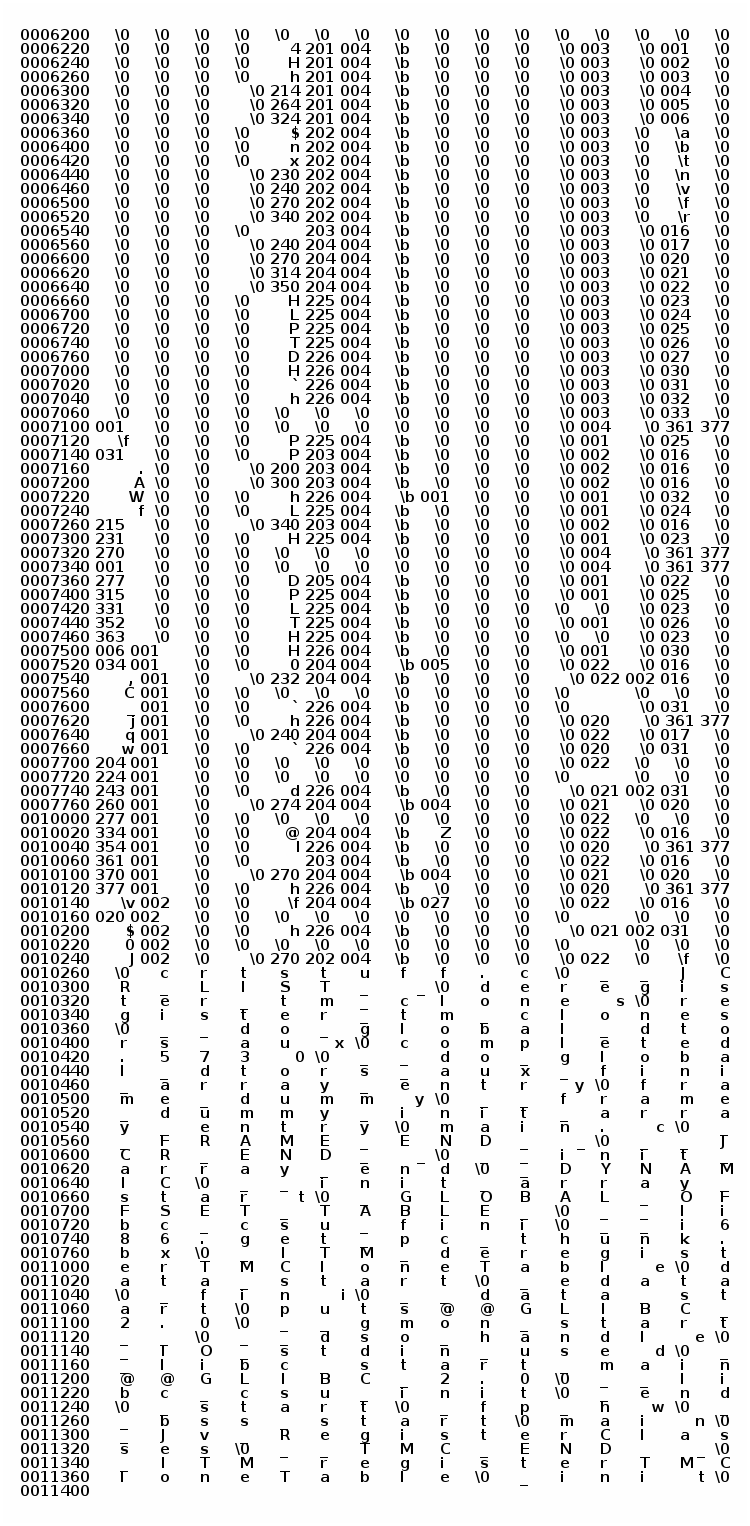 0006200 \0 \0 \0 \0 \0 \0 \0 \0 \0 \0 \0 \0 \0 \0 \0 \0
0006220 \0 \0 \0 \0 4 201 004 \b \0 \0 \0 \0 003 \0 001 \0
0006240 \0 \0 \0 \0 H 201 004 \b \0 \0 \0 \0 003 \0 002 \0
0006260 \0 \0 \0 \0 h 201 004 \b \0 \0 \0 \0 003 \0 003 \0
0006300 \0 \0 \0 \0 214 201 004 \b \0 \0 \0 \0 003 \0 004 \0
0006320 \0 \0 \0 \0 264 201 004 \b \0 \0 \0 \0 003 \0 005 \0
0006340 \0 \0 \0 \0 324 201 004 \b \0 \0 \0 \0 003 \0 006 \0
0006360 \0 \0 \0 \0 $ 202 004 \b \0 \0 \0 \0 003 \0 \a \0
0006400 \0 \0 \0 \0 n 202 004 \b \0 \0 \0 \0 003 \0 \b \0
0006420 \0 \0 \0 \0 x 202 004 \b \0 \0 \0 \0 003 \0 \t \0
0006440 \0 \0 \0 \0 230 202 004 \b \0 \0 \0 \0 003 \0 \n \0
0006460 \0 \0 \0 \0 240 202 004 \b \0 \0 \0 \0 003 \0 \v \0
0006500 \0 \0 \0 \0 270 202 004 \b \0 \0 \0 \0 003 \0 \f \0
0006520 \0 \0 \0 \0 340 202 004 \b \0 \0 \0 \0 003 \0 \r \0
0006540 \0 \0 \0 \0 203 004 \b \0 \0 \0 \0 003 \0 016 \0
0006560 \0 \0 \0 \0 240 204 004 \b \0 \0 \0 \0 003 \0 017 \0
0006600 \0 \0 \0 \0 270 204 004 \b \0 \0 \0 \0 003 \0 020 \0
0006620 \0 \0 \0 \0 314 204 004 \b \0 \0 \0 \0 003 \0 021 \0
0006640 \0 \0 \0 \0 350 204 004 \b \0 \0 \0 \0 003 \0 022 \0
0006660 \0 \0 \0 \0 H 225 004 \b \0 \0 \0 \0 003 \0 023 \0
0006700 \0 \0 \0 \0 L 225 004 \b \0 \0 \0 \0 003 \0 024 \0
0006720 \0 \0 \0 \0 P 225 004 \b \0 \0 \0 \0 003 \0 025 \0
0006740 \0 \0 \0 \0 T 225 004 \b \0 \0 \0 \0 003 \0 026 \0
0006760 \0 \0 \0 \0 D 226 004 \b \0 \0 \0 \0 003 \0 027 \0
0007000 \0 \0 \0 \0 H 226 004 \b \0 \0 \0 \0 003 \0 030 \0
0007020 \0 \0 \0 \0 ` 226 004 \b \0 \0 \0 \0 003 \0 031 \0
0007040 \0 \0 \0 \0 h 226 004 \b \0 \0 \0 \0 003 \0 032 \0
0007060 \0 \0 \0 \0 \0 \0 \0 \0 \0 \0 \0 \0 003 \0 033 \0
0007100 001 \0 \0 \0 \0 \0 \0 \0 \0 \0 \0 \0 004 \0 361 377
0007120 \f \0 \0 \0 P 225 004 \b \0 \0 \0 \0 001 \0 025 \0
0007140 031 \0 \0 \0 P 203 004 \b \0 \0 \0 \0 002 \0 016 \0
0007160 . \0 \0 \0 200 203 004 \b \0 \0 \0 \0 002 \0 016 \0
0007200 A \0 \0 \0 300 203 004 \b \0 \0 \0 \0 002 \0 016 \0
0007220 W \0 \0 \0 h 226 004 \b 001 \0 \0 \0 001 \0 032 \0
0007240 f \0 \0 \0 L 225 004 \b \0 \0 \0 \0 001 \0 024 \0
0007260 215 \0 \0 \0 340 203 004 \b \0 \0 \0 \0 002 \0 016 \0
0007300 231 \0 \0 \0 H 225 004 \b \0 \0 \0 \0 001 \0 023 \0
0007320 270 \0 \0 \0 \0 \0 \0 \0 \0 \0 \0 \0 004 \0 361 377
0007340 001 \0 \0 \0 \0 \0 \0 \0 \0 \0 \0 \0 004 \0 361 377
0007360 277 \0 \0 \0 D 205 004 \b \0 \0 \0 \0 001 \0 022 \0
0007400 315 \0 \0 \0 P 225 004 \b \0 \0 \0 \0 001 \0 025 \0
0007420 331 \0 \0 \0 L 225 004 \b \0 \0 \0 \0 \0 \0 023 \0
0007440 352 \0 \0 \0 T 225 004 \b \0 \0 \0 \0 001 \0 026 \0
0007460 363 \0 \0 \0 H 225 004 \b \0 \0 \0 \0 \0 \0 023 \0
0007500 006 001 \0 \0 H 226 004 \b \0 \0 \0 \0 001 \0 030 \0
0007520 034 001 \0 \0 0 204 004 \b 005 \0 \0 \0 022 \0 016 \0
0007540 , 001 \0 \0 232 204 004 \b \0 \0 \0 \0 022 002 016 \0
0007560 C 001 \0 \0 \0 \0 \0 \0 \0 \0 \0 \0 \0 \0 \0
0007600 001 \0 \0 ` 226 004 \b \0 \0 \0 \0 \0 031 \0
0007620 j 001 \0 \0 h 226 004 \b \0 \0 \0 \0 020 \0 361 377
0007640 q 001 \0 \0 240 204 004 \b \0 \0 \0 \0 022 \0 017 \0
0007660 w 001 \0 \0 ` 226 004 \b \0 \0 \0 \0 020 \0 031 \0
0007700 204 001 \0 \0 \0 \0 \0 \0 \0 \0 \0 \0 022 \0 \0 \0
0007720 224 001 \0 \0 \0 \0 \0 \0 \0 \0 \0 \0 \0 \0 \0
0007740 243 001 \0 \0 d 226 004 \b \0 \0 \0 \0 021 002 031 \0
0007760 260 001 \0 \0 274 204 004 \b 004 \0 \0 \0 021 \0 020 \0
0010000 277 001 \0 \0 \0 \0 \0 \0 \0 \0 \0 \0 022 \0 \0 \0
0010020 334 001 \0 \0 @ 204 004 \b Z \0 \0 \0 022 \0 016 \0
0010040 354 001 \0 \0 l 226 004 \b \0 \0 \0 \0 020 \0 361 377
0010060 361 001 \0 \0 203 004 \b \0 \0 \0 \0 022 \0 016 \0
0010100 370 001 \0 \0 270 204 004 \b 004 \0 \0 \0 021 \0 020 \0
0010120 377 001 \0 \0 h 226 004 \b \0 \0 \0 \0 020 \0 361 377
0010140 \v 002 \0 \0 \f 204 004 \b 027 \0 \0 \0 022 \0 016 \0
0010160 020 002 \0 \0 \0 \0 \0 \0 \0 \0 \0 \0 \0 \0 \0
0010200 $ 002 \0 \0 h 226 004 \b \0 \0 \0 \0 021 002 031 \0
0010220 0 002 \0 \0 \0 \0 \0 \0 \0 \0 \0 \0 \0 \0 \0
0010240 J 002 \0 \0 270 202 004 \b \0 \0 \0 \0 022 \0 \f \0
0010260 \0 c r t s t u f f . c \0 _ _ J C
0010300 R _ L I S T _ _ \0 d e r e g i s
0010320 t e r _ t m _ c l o n e s \0 r e
0010340 g i s t e r _ t m _ c l o n e s
0010360 \0 _ _ d o _ g l o b a l _ d t o
0010400 r s _ a u x \0 c o m p l e t e d
0010420 . 5 7 3 0 \0 _ _ d o _ g l o b a
0010440 l _ d t o r s _ a u x _ f i n i
0010460 _ a r r a y _ e n t r y \0 f r a
0010500 m e _ d u m m y \0 _ _ f r a m e
0010520 _ d u m m y _ i n i t _ a r r a
0010540 y _ e n t r y \0 m a i n . c \0 _
0010560 _ F R A M E _ E N D _ _ \0 _ _ J
0010600 C R _ E N D _ _ \0 _ _ i n i t _
0010620 a r r a y _ e n d \0 _ D Y N A M
0010640 I C \0 _ _ i n i t _ a r r a y _
0010660 s t a r t \0 _ G L O B A L _ O F
0010700 F S E T _ T A B L E _ \0 _ _ l i
0010720 b c _ c s u _ f i n i \0 _ _ i 6
0010740 8 6 . g e t _ p c _ t h u n k .
0010760 b x \0 _ I T M _ d e r e g i s t
0011000 e r T M C l o n e T a b l e \0 d
0011020 a t a _ s t a r t \0 _ e d a t a
0011040 \0 _ f i n i \0 _ _ d a t a _ s t
0011060 a r t \0 p u t s @ @ G L I B C _
0011100 2 . 0 \0 _ _ g m o n _ s t a r t
0011120 _ _ \0 _ _ d s o _ h a n d l e \0
0011140 _ I O _ s t d i n _ u s e d \0 _
0011160 _ l i b c _ s t a r t _ m a i n
0011200 @ @ G L I B C _ 2 . 0 \0 _ _ l i
0011220 b c _ c s u _ i n i t \0 _ e n d
0011240 \0 _ s t a r t \0 _ f p _ h w \0 _
0011260 _ b s s _ s t a r t \0 m a i n \0
0011300 _ J v _ R e g i s t e r C l a s
0011320 s e s \0 _ _ T M C _ E N D _ _ \0
0011340 _ I T M _ r e g i s t e r T M C
0011360 l o n e T a b l e \0 _ i n i t \0
0011400